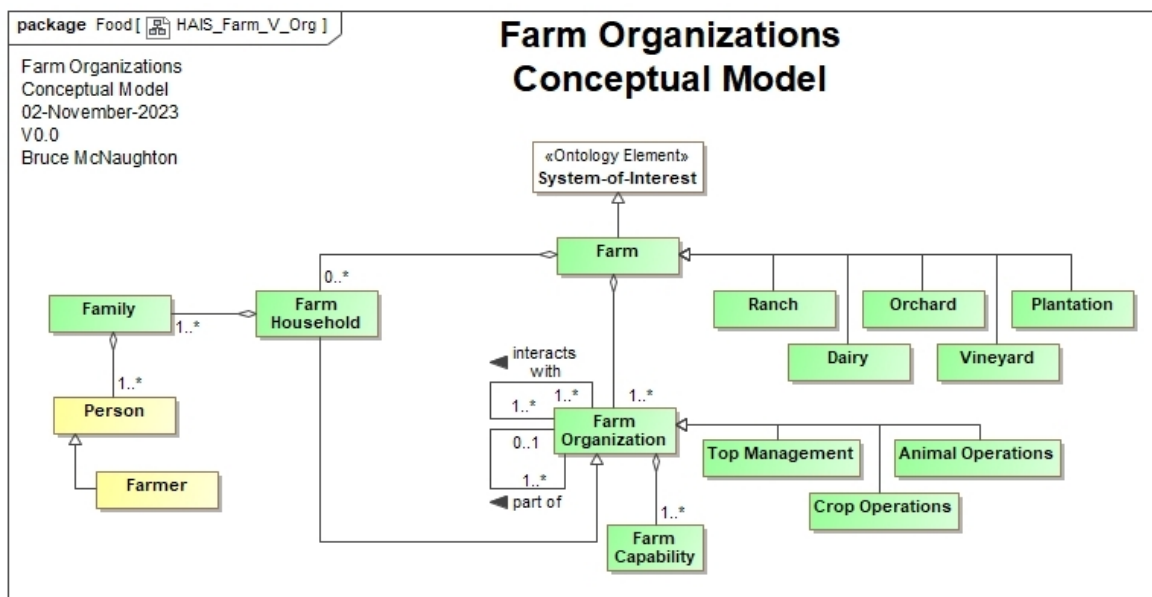 package Food [ HAIS_Farm_V_Org ]
Farm Organizations
Conceptual Model
Farm Organizations
Conceptual Model
02-November-2023
V0.0
Bruce McNaughton
«Ontology Element»
System-of-Interest
Farm
0..*
Family
1..*
Farm
Household
Ranch
Orchard
Plantation
Dairy
Vineyard
1..*
Person
Farmer
interacts
with
1..*
1..*
1..*
Farm
Organization
0..1
1..*
part of
Top Management
Animal Operations
Crop Operations
1..*
Farm
Capability